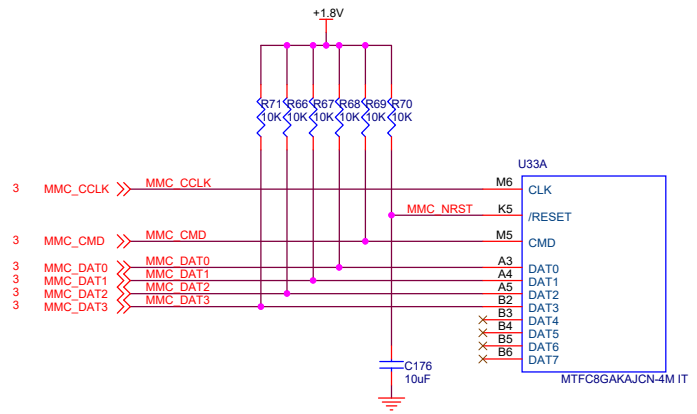 +1.8V
R71 R66 R67 R68 R69 R70
10K 10K 10K 10K 10K 10K
U33A
3 MMC_CCLK MMC_CCLK M6 CLK
MMC_NRST K5 /RESET
3 MMC_CMD MMC_CMD M5 CMD
3 MMC_DAT0 MMC_DAT0 A3 DAT0
3 MMC_DAT1 MMC_DAT1 A4 DAT1
3 MMC_DAT2 MMC_DAT2 A5 DAT2
3 MMC_DAT3 MMC_DAT3 B2 DAT3
B3 DAT4
B4 DAT5
B5 DAT6
B6 DAT7
C176
10uF
MTFC8GAKAJCN-4M IT